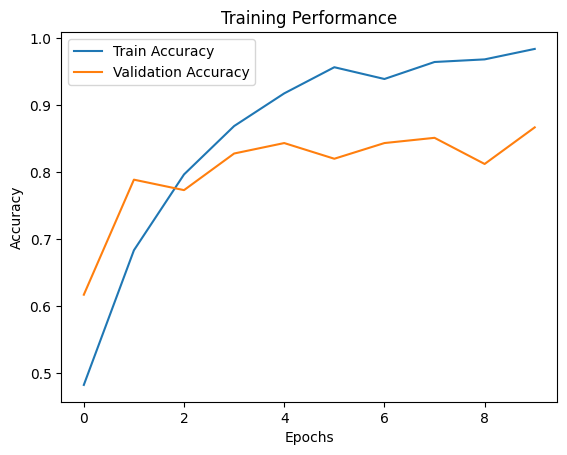 Training Performance
Train Accuracy
Validation Accuracy
1.0
0.9
0.8
0.7
0.6
0.5
Accuracy
0 2 4 6 8
Epochs